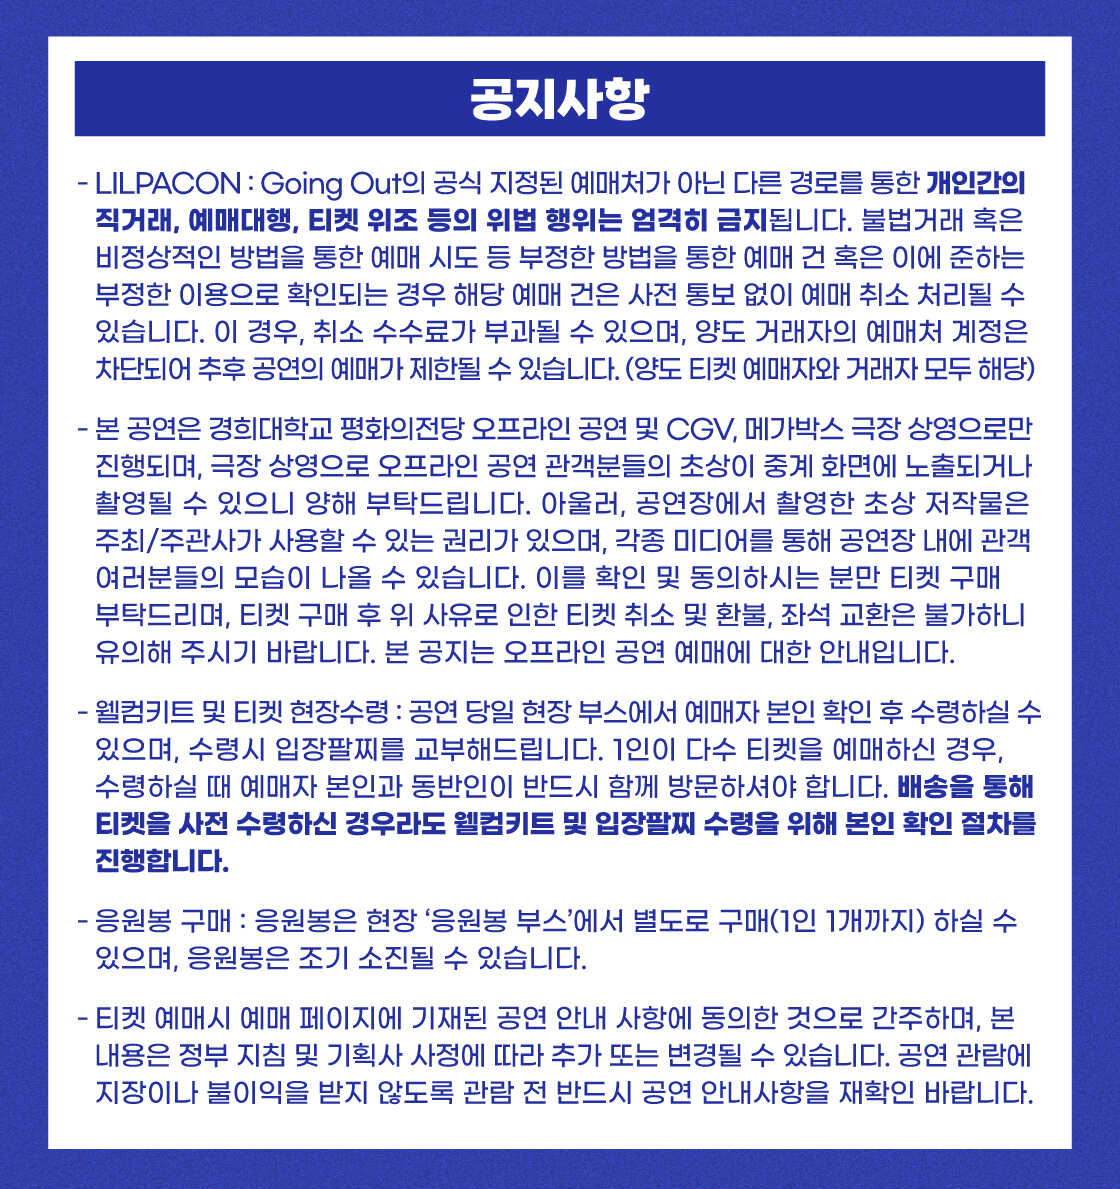 공지사항
- LILPACON : Going Out의 공식 지정된 예매처가 아닌 다른 경로를 통한 개인간의
직거래, 예매대행, 티켓 위조 등의 위법 행위는 엄격히 금지됩니다. 불법거래 혹은
비정상적인 방법을 통한 예매 시도 등 부정한 방법을 통한 예매 건 혹은 이에 준하는
부정한 이용으로 확인되는 경우 해당 예매 건은 사전 통보 없이 예매 취소 처리될 수
있습니다. 이 경우, 취소 수수료가 부과될 수 있으며, 양도 거래자의 예매처 계정은
차단되어 추후 공연의 예매가 제한될 수 있습니다. (양도 티켓 예매자와 거래자 모두 해당)
- 본 공연은 경희대학교 평화의전당 오프라인 공연 및 CGV, 메가박스 극장 상영으로만
진행되며, 극장 상영으로 오프라인 공연 관객분들의 초상이 중계 화면에 노출되거나
촬영될 수 있으니 양해 부탁드립니다. 아울러, 공연장에서 촬영한 초상 저작물은
주최/주관사가 사용할 수 있는 권리가 있으며, 각종 미디어를 통해 공연장 내에 관객
여러분들의 모습이 나올 수 있습니다. 이를 확인 및 동의하시는 분만 티켓 구매
부탁드리며, 티켓 구매 후 위 사유로 인한 티켓 취소 및 환불, 좌석 교환은 불가하니
유의해 주시기 바랍니다. 본 공지는 오프라인 공연 예매에 대한 안내입니다.
- 웰컴키트 및 티켓 현장수령 : 공연 당일 현장 부스에서 예매자 본인 확인 후 수령하실 수
있으며, 수령시 입장팔찌를 교부해드립니다. 1인이 다수 티켓을 예매하신 경우,
수령하실 때 예매자 본인과 동반인이 반드시 함께 방문하셔야 합니다. 배송을 통해
티켓을 사전 수령하신 경우라도 웰컴키트 및 입장팔찌 수령을 위해 본인 확인 절차를
진행합니다.
- 응원봉 구매 : 응원봉은 현장 ‘응원봉 부스’에서 별도로 구매(1인 1개까지) 하실 수
있으며, 응원봉은 조기 소진될 수 있습니다.
- 티켓 예매시 예매 페이지에 기재된 공연 안내 사항에 동의한 것으로 간주하며, 본
내용은 정부 지침 및 기획사 사정에 따라 추가 또는 변경될 수 있습니다. 공연 관람에
지장이나 불이익을 받지 않도록 관람 전 반드시 공연 안내사항을 재확인 바랍니다.